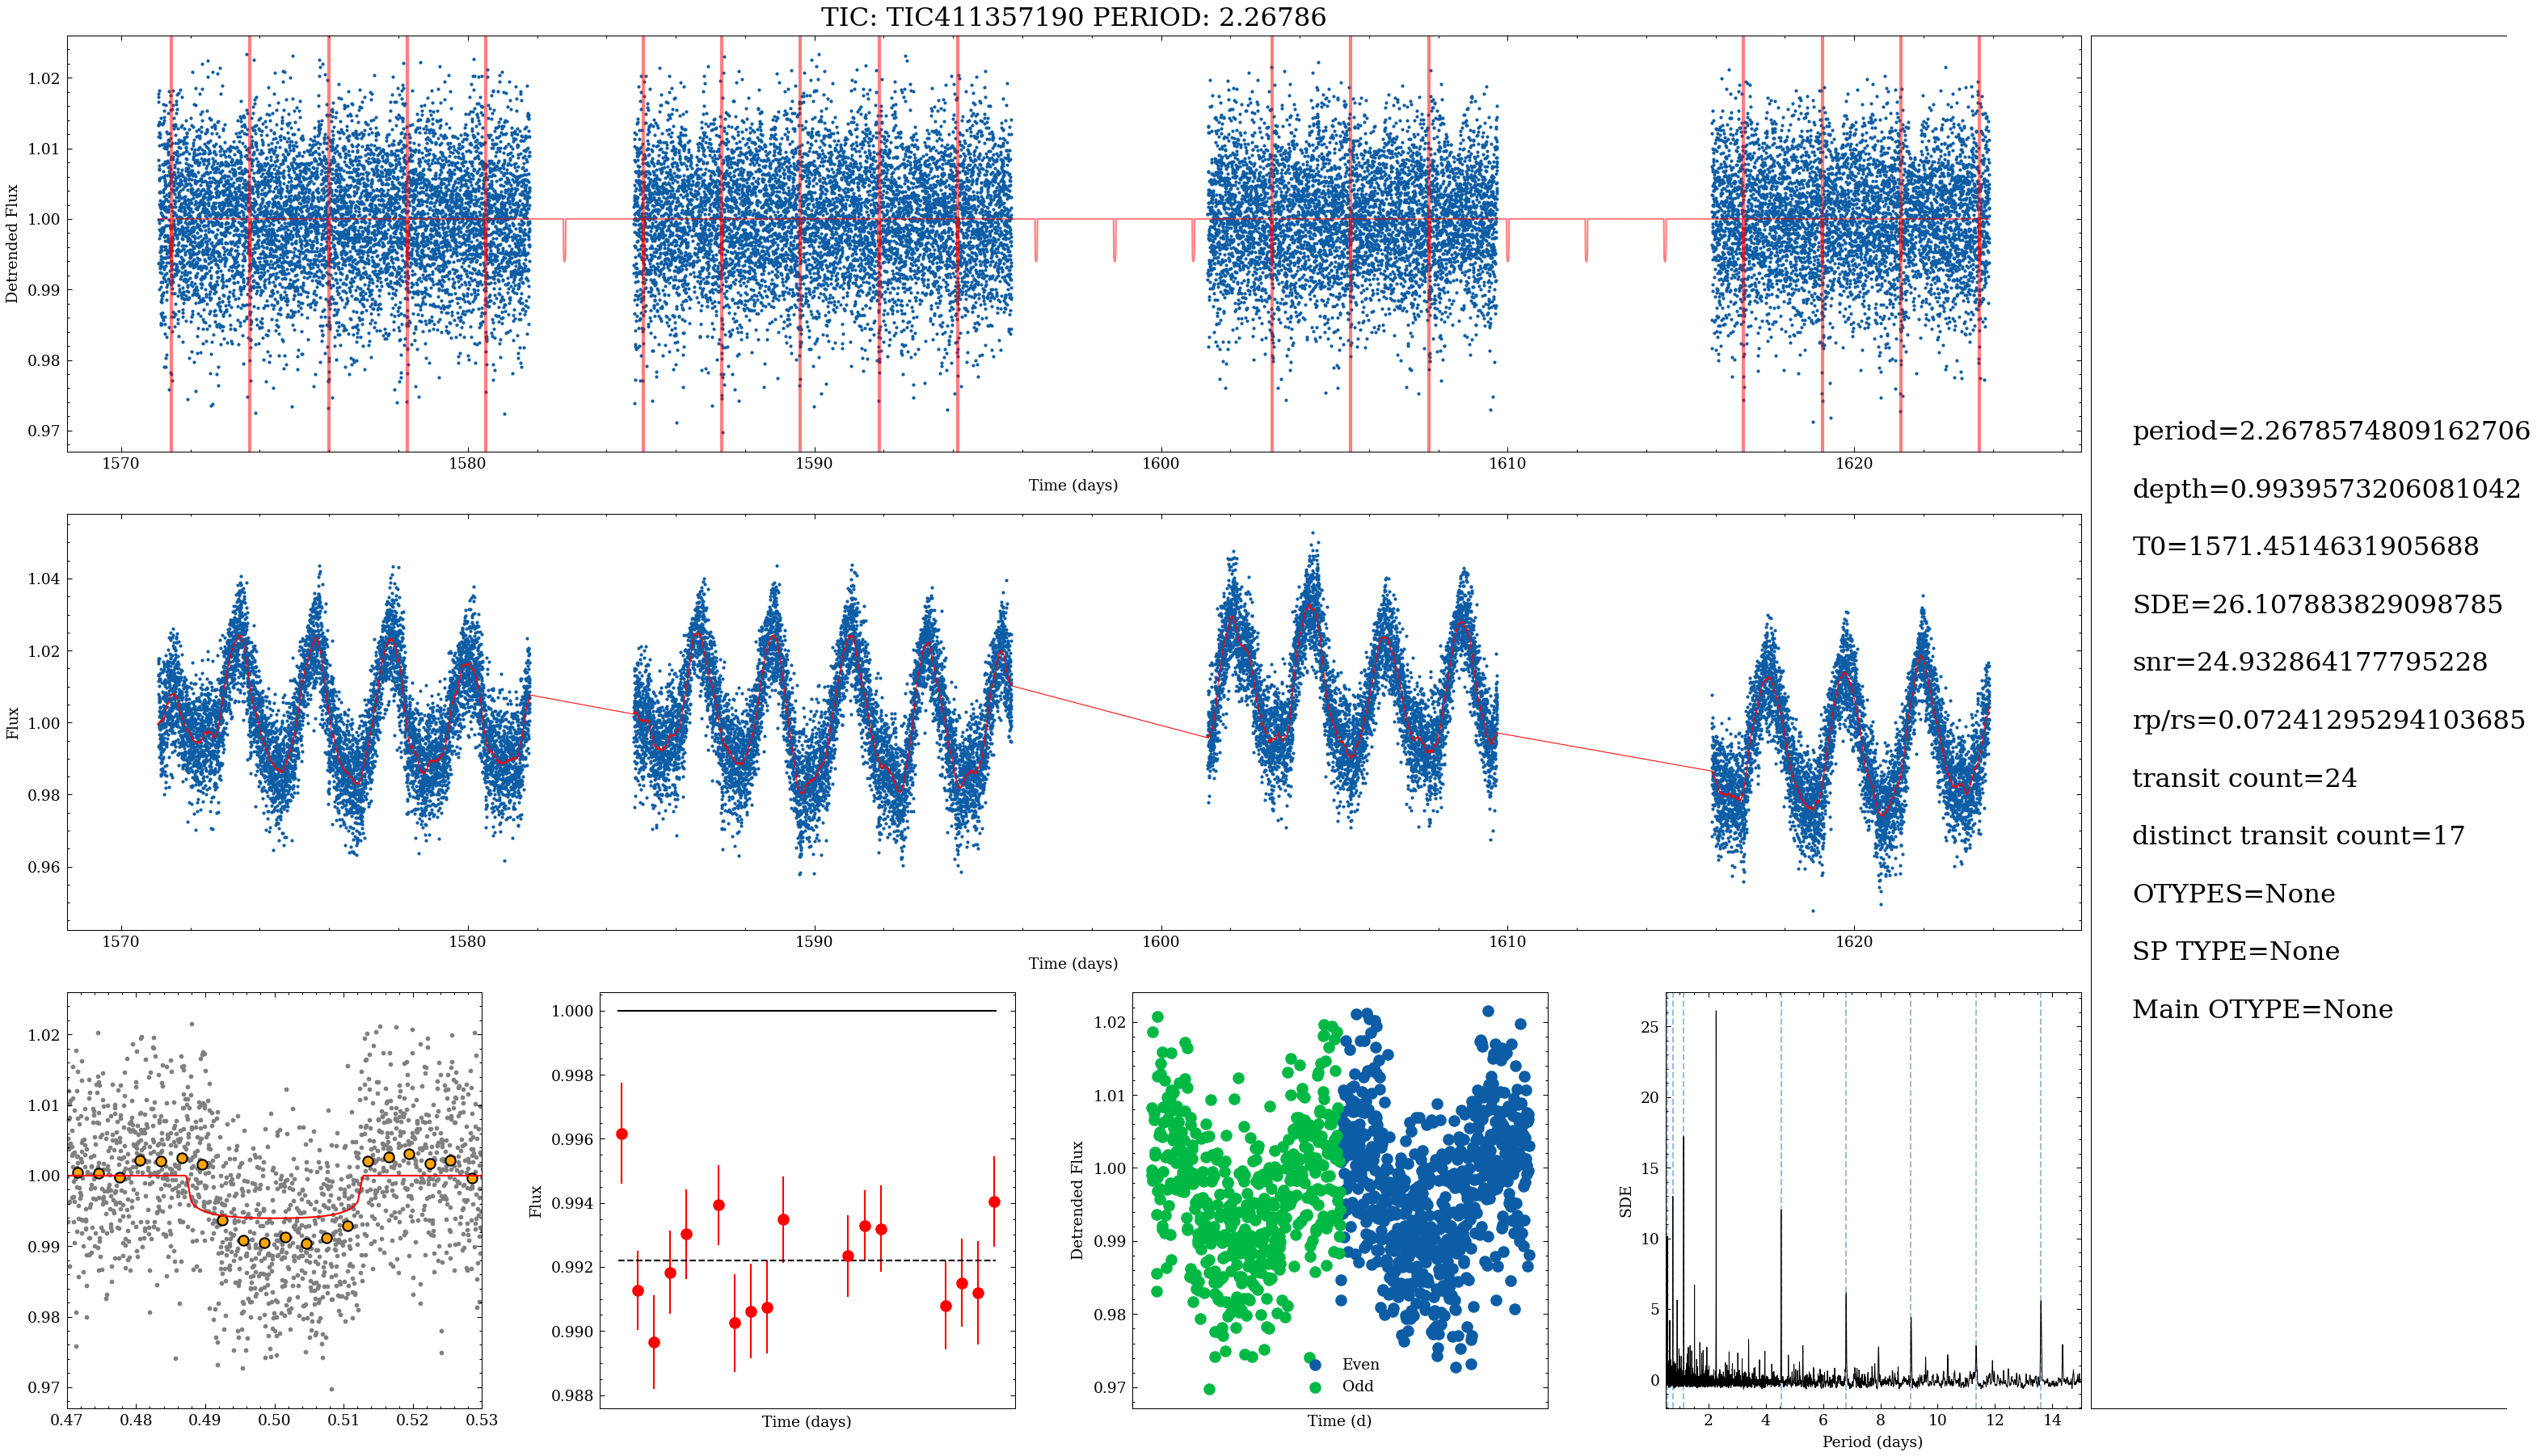 TIC: TIC411357190 PERIOD: 2.26786
Detrended Flux
1.02
1.01
1.00
0.99
0.98
0.97
1570 1580 1590 1600 1610 1620
Time (days)
Flux
1.04
1.02
1.00
0.98
0.96
1570 1580 1590 1600 1610 1620
Time (days)
1.02
1.01
1.00
0.99
0.98
0.97
0.47 0.48 0.49 0.50 0.51 0.52 0.53
Flux
1.000
0.998
0.996
0.994
0.992
0.990
0.988
Time (days)
Detrended Flux
1.02
1.01
1.00
0.99
0.98
0.97
Even
Odd
Time (d)
SDE
25
20
15
10
5
0
2 4 6 8 10 12 14
Period (days)
period=2.2678574809162706
depth=0.9939573206081042
T0=1571.4514631905688
SDE=26.107883829098785
snr=24.932864177795228
rp/rs=0.07241295294103685
transit count=24
distinct transit count=17
OTYPES=None
SP TYPE=None
Main OTYPE=None